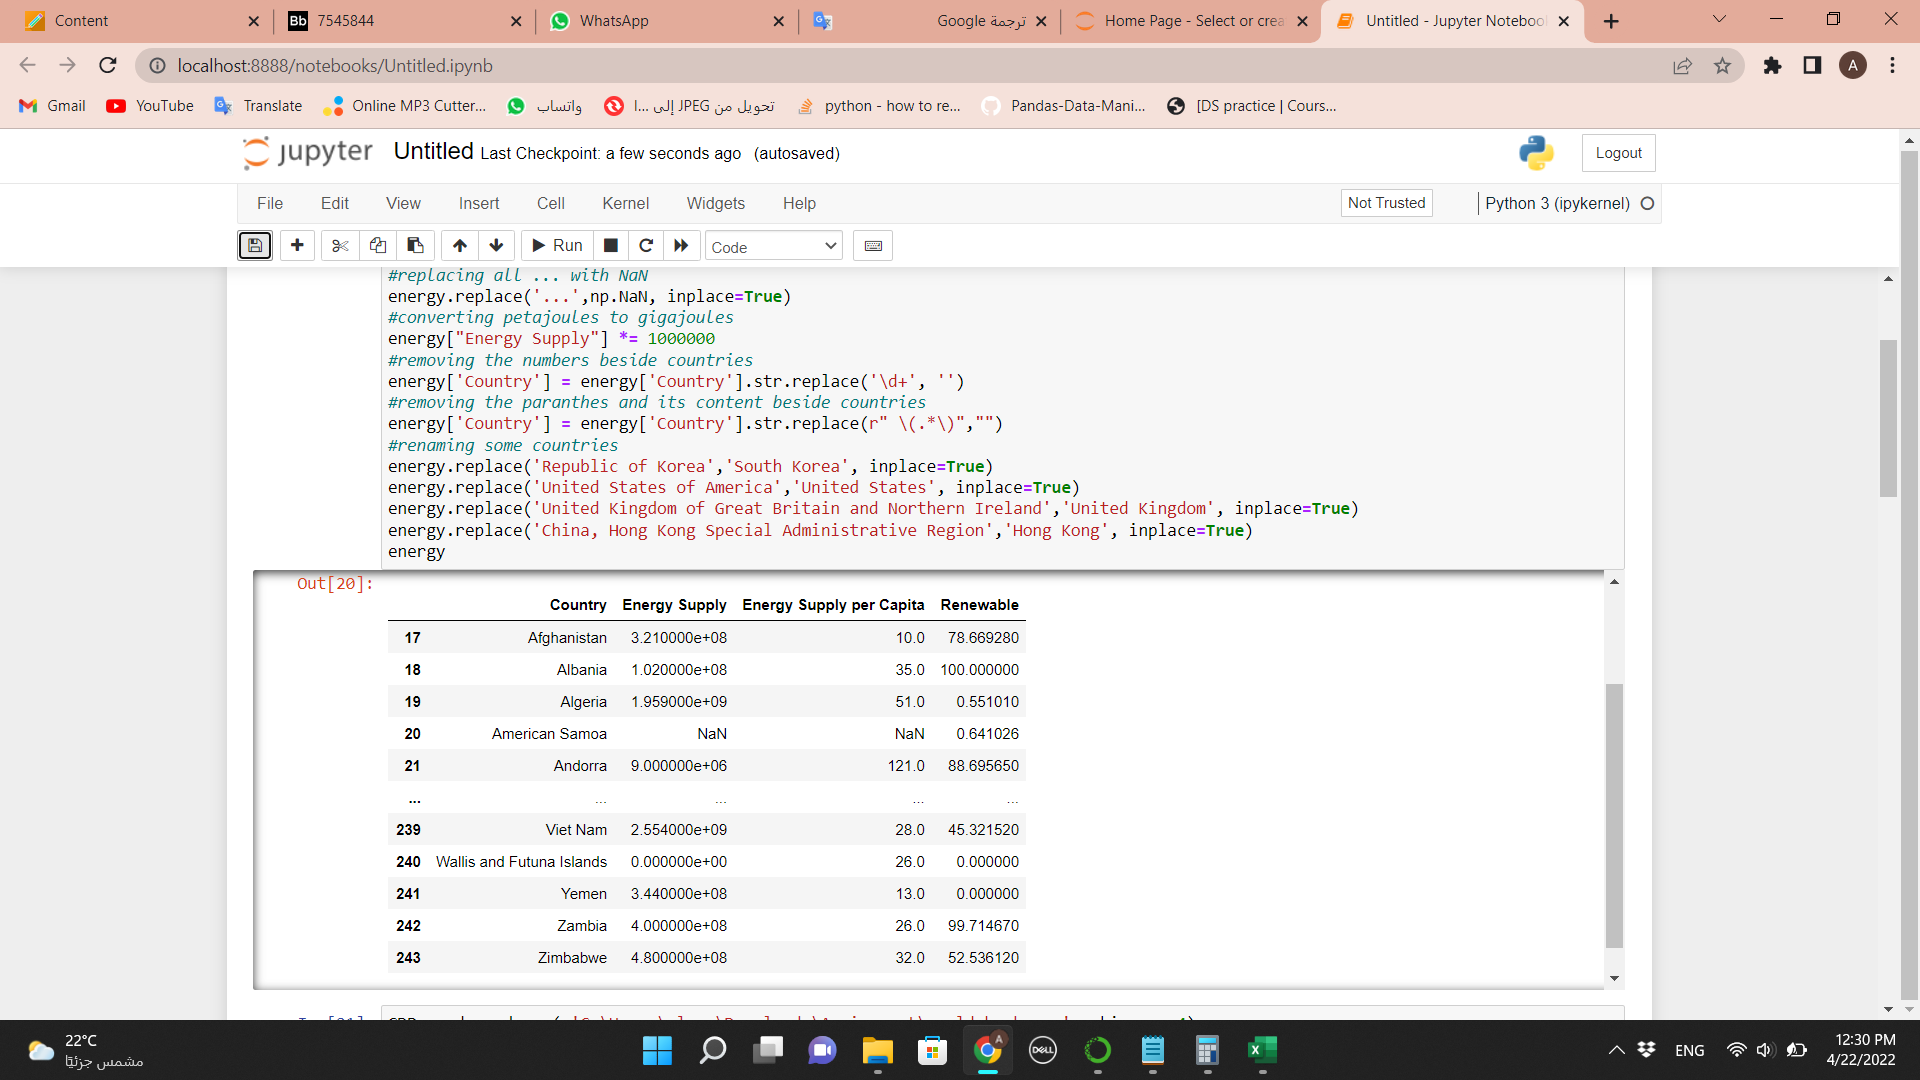 Content
Bb 7545844
WhatsApp
ترجمة Google
Home Page - Select or crea
Untitled - Jupyter Noteboo
localhost:8888/notebooks/Untitled.ipynb
A
Gmail
YouTube
Translate
Online MP3 Cutter...
واتساب
تحويل من JPEG إلى ...I
python - how to re...
Pandas-Data-Mani...
[DS practice | Cours...
jupyter Untitled Last Checkpoint: a few seconds ago (autosaved)
Logout
File Edit View Insert Cell Kernel Widgets Help
Not Trusted
Python 3 (ipykernel)
Run
Code
#replacing all ... with NaN
energy.replace('...',np.NaN, inplace=True)
#converting petajoules to gigajoules
energy["Energy Supply"] *= 1000000
#removing the numbers beside countries
energy['Country'] = energy['Country'].str.replace('\d+', '')
#removing the paranthes and its content beside countries
energy['Country'] = energy['Country'].str.replace(r" \(.*\)","")
#renaming some countries
energy.replace('Republic of Korea','South Korea', inplace=True)
energy.replace('United States of America','United States', inplace=True)
energy.replace('United Kingdom of Great Britain and Northern Ireland','United Kingdom', inplace=True)
energy.replace('China, Hong Kong Special Administrative Region','Hong Kong', inplace=True)
energy
Out[20]:
Country Energy Supply Energy Supply per Capita Renewable
17 Afghanistan 3.210000e+08 10.0 78.669280
18 Albania 1.020000e+08 35.0 100.000000
19 Algeria 1.959000e+09 51.0 0.551010
20 American Samoa NaN NaN 0.641026
21 Andorra 9.000000e+06 121.0 88.695650
... ... ... ... ...
239 Viet Nam 2.554000e+09 28.0 45.321520
240 Wallis and Futuna Islands 0.000000e+00 26.0 0.000000
241 Yemen 3.440000e+08 13.0 0.000000
242 Zambia 4.000000e+08 26.0 99.714670
243 Zimbabwe 4.800000e+08 32.0 52.536120
22°C
مشمس جزئيًا
A
DELL
ENG
12:30 PM
4/22/2022